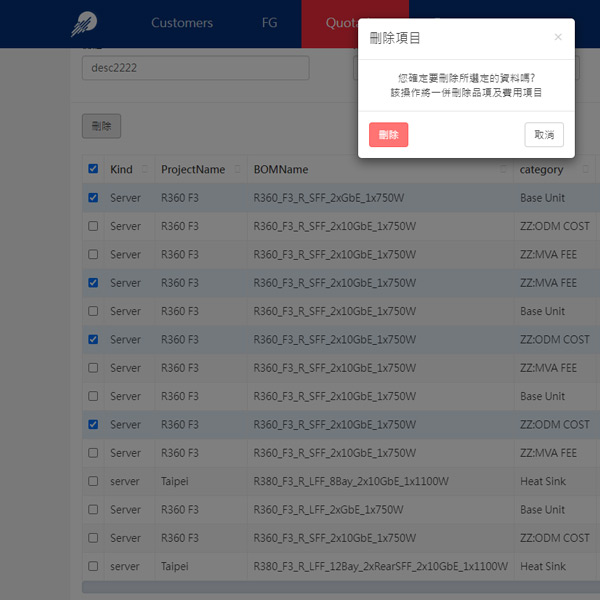 Customers
FG
Quota
刪除項目
×
desc2222
您確定要刪除所選定的資料嗎?
該操作將一併刪除品項及費用項目
刪除
取消
刪除
Kind ProjectName BOMName category
Server R360 F3 R360_F3_R_SFF_2xGbE_1x750W Base Unit
Server R360 F3 R360_F3_R_SFF_2x10GbE_1x750W ZZ:ODM COST
Server R360 F3 R360_F3_R_SFF_2x10GbE_1x750W ZZ:MVA FEE
Server R360 F3 R360_F3_R_SFF_2x10GbE_1x750W ZZ:MVA FEE
Server R360 F3 R360_F3_R_SFF_2x10GbE_1x750W Base Unit
Server R360 F3 R360_F3_R_SFF_2x10GbE_1x750W ZZ:ODM COST
Server R360 F3 R360_F3_R_SFF_2x10GbE_1x750W ZZ:MVA FEE
Server R360 F3 R360_F3_R_SFF_2x10GbE_1x750W Base Unit
Server R360 F3 R360_F3_R_SFF_2x10GbE_1x750W ZZ:ODM COST
Server R360 F3 R360_F3_R_SFF_2x10GbE_1x750W ZZ:MVA FEE
server Taipei R380_F3_R_LFF_8Bay_2x10GbE_1x1100W Heat Sink
Server R360 F3 R360_F3_R_LFF_2xGbE_1x750W Base Unit
Server R360 F3 R360_F3_R_SFF_2x10GbE_1x750W ZZ:ODM COST
server Taipei R380_F3_R_LFF_12Bay_2xRearSFF_2x10GbE_1x1100W Heat Sink